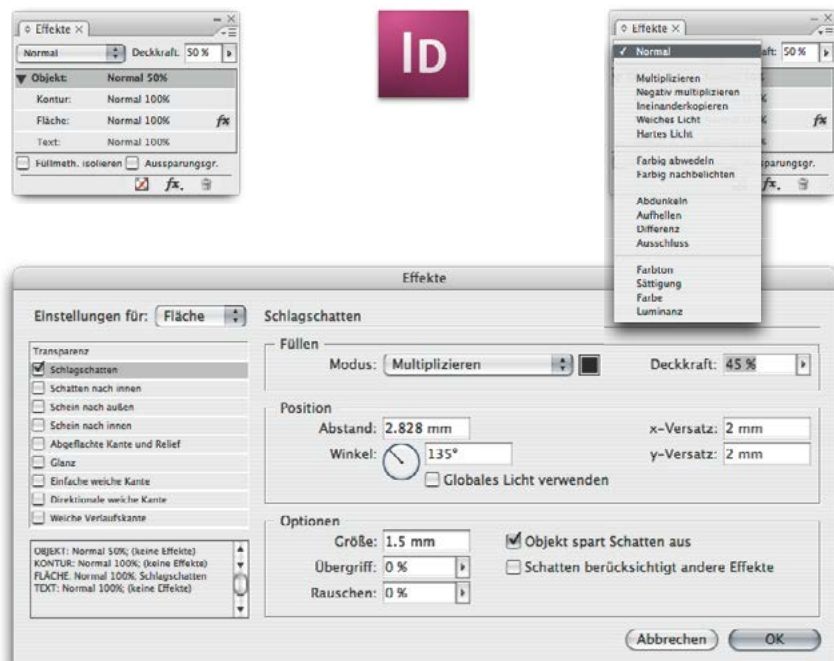 Effekte
Normal Deckkraft: 50 %
Objekt: Normal 50%
Kontur: Normal 100%
Fläche: Normal 100% fx
Text: Normal 100%
Füllmeth. isolieren Aussparungsgr.
fx.
ID
Effekte
Normal aft: 50 %
Multiplizieren
Negativ multiplizieren
Ineinanderkopieren
Weiches Licht fx
Hartes Licht
Farbig abwedeln sparungsgr.
Farbig nachbelichten fx.
Abdunkeln
Aufhellen
Differenz
Ausschluss
Farbton
Sättigung
Farbe
Luminanz
Effekte
Einstellungen für: Fläche
Transparenz
Schlagschatten
Schatten nach innen
Schein nach außen
Schein nach innen
Abgeflachte Kante und Relief
Glanz
Einfache weiche Kante
Direktionale weiche Kante
Weiche Verlaufskante
OBJEKT: Normal 50%; (keine Effekte)
KONTUR: Normal 100%; (keine Effekte)
FLÄCHE: Normal 100%; Schlagschatten
TEXT: Normal 100%; (keine Effekte)
Schlagschatten
Füllen
Modus: Multiplizieren Deckkraft: 45 %
Position
Abstand: 2.828 mm x-Versatz: 2 mm
Winkel: 135° y-Versatz: 2 mm
Globales Licht verwenden
Optionen
Größe: 1.5 mm Objekt spart Schatten aus
Übergriff: 0 % Schatten berücksichtigt andere Effekte
Rauschen: 0 %
Abbrechen OK